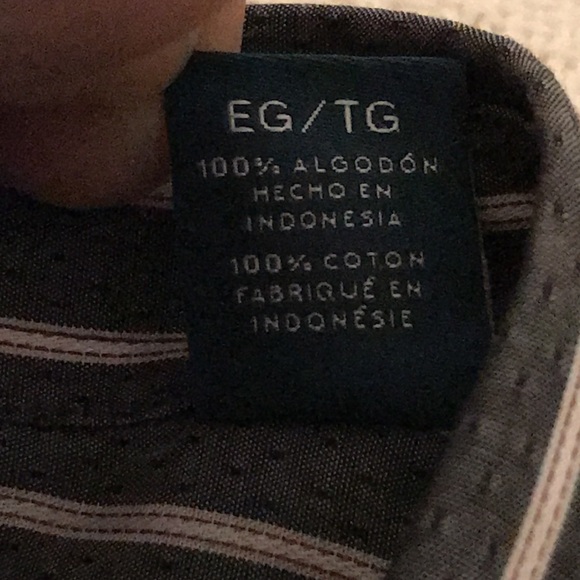 EG/TG
100% ALGODÓN
HECHO EN
INDONESIA
100% COTON
FABRIQUÉ EN
INDONÉSIE